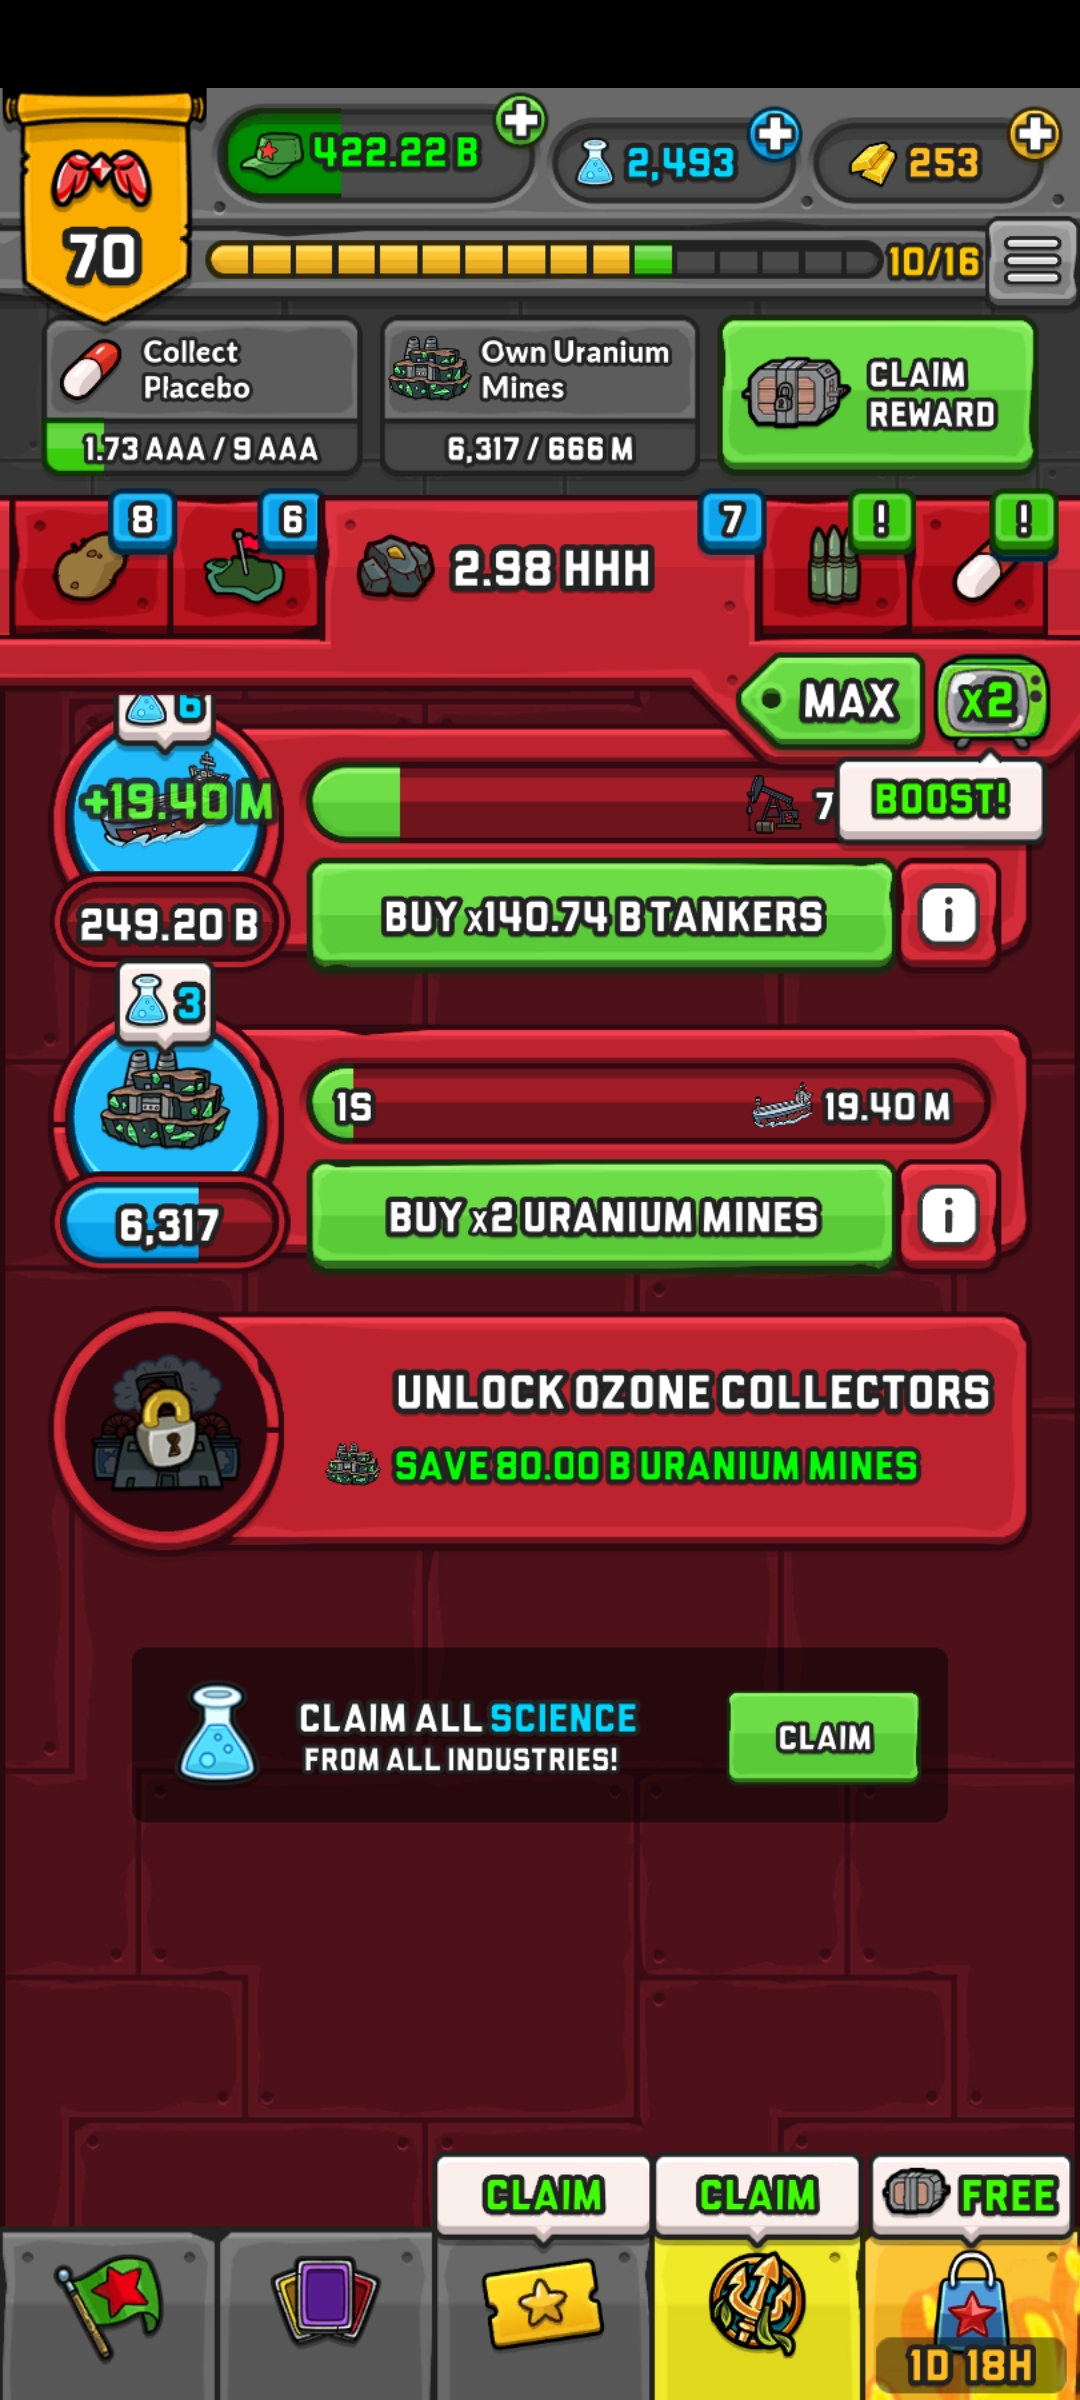 422.22 B
2,493
253
70
10/16
Collect
Placebo
1.73 AAA / 9 AAA
Own Uranium
Mines
6,317 / 666 M
CLAIM
REWARD
8
6
2.98 HHH
7
!
!
MAX
x2
BOOST!
6
+19.40 M
7
249.20 B
BUY x140.74 B TANKERS
i
3
1S
19.40 M
6,317
BUY x2 URANIUM MINES
i
UNLOCK OZONE COLLECTORS
SAVE 80.00 B URANIUM MINES
CLAIM ALL SCIENCE
FROM ALL INDUSTRIES!
CLAIM
CLAIM
CLAIM
FREE
1D 18H